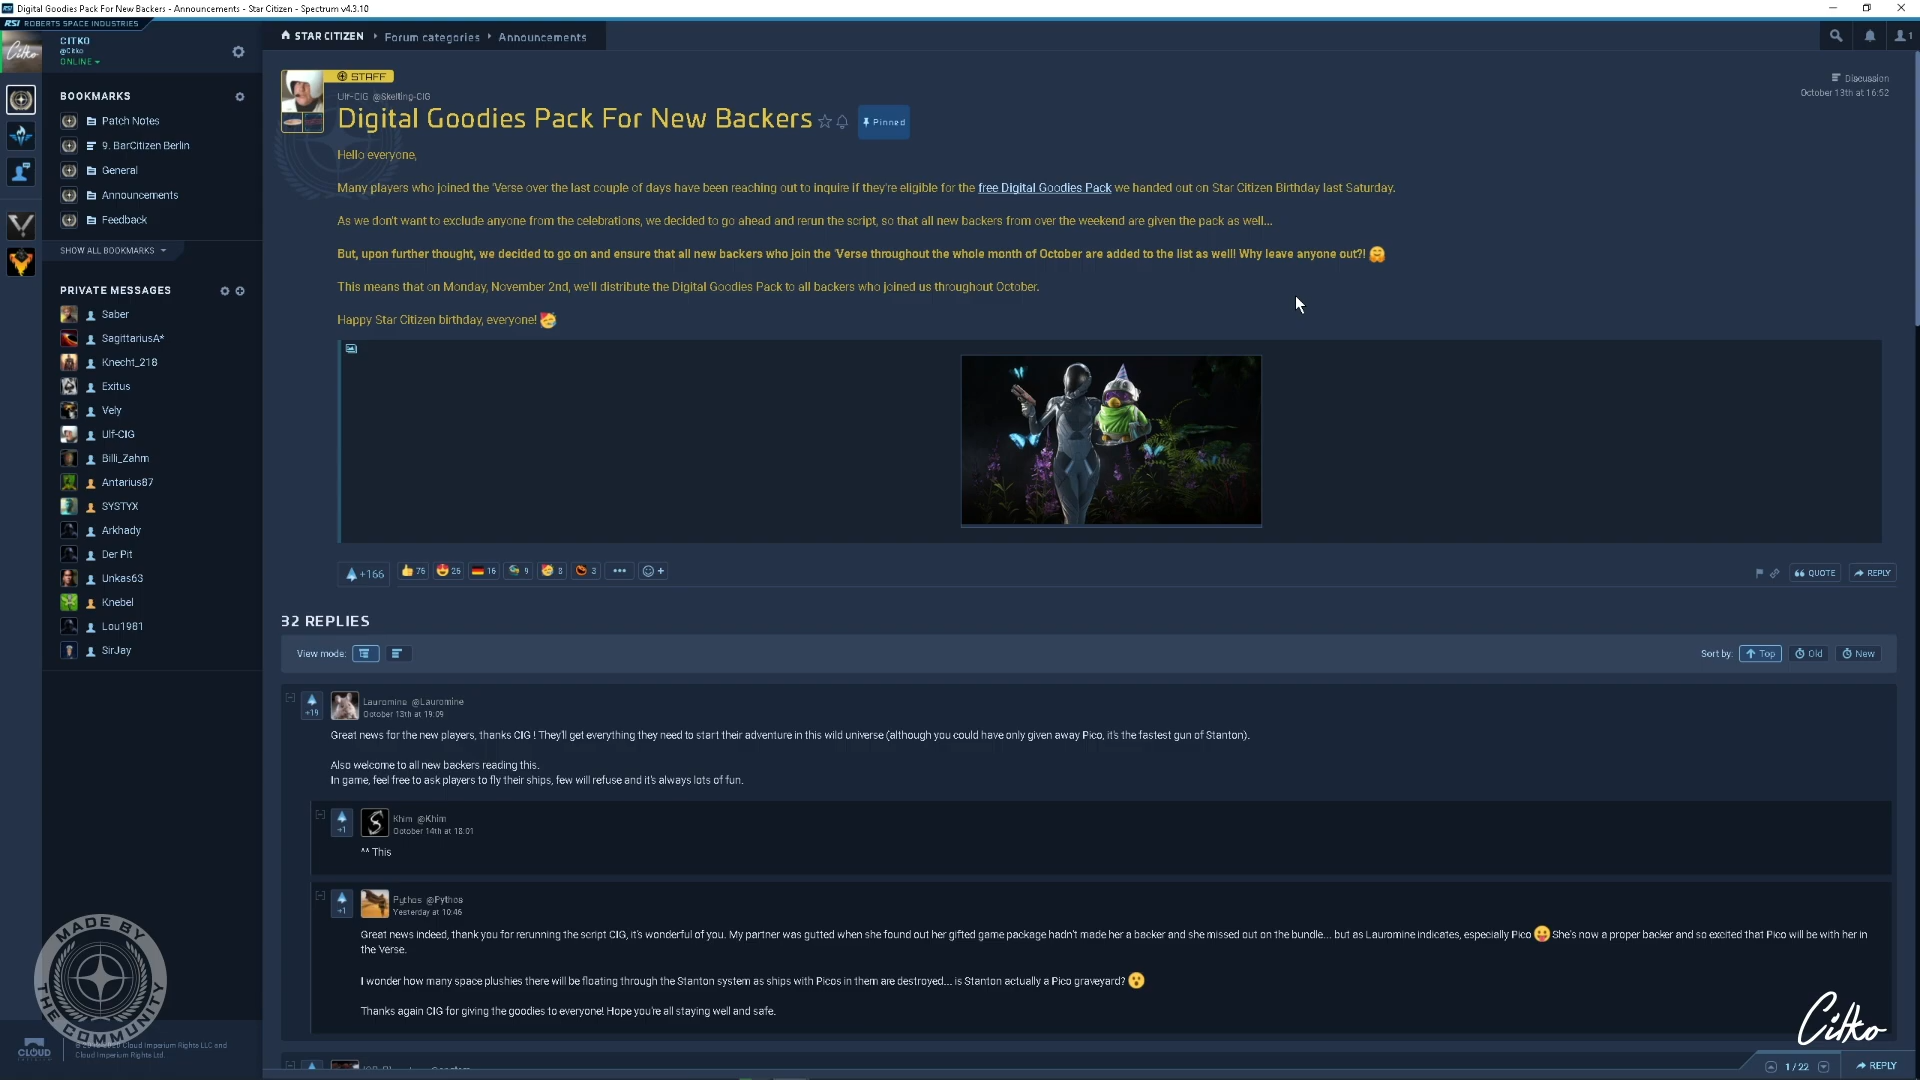 Digital Goodies Pack For New Backers - Announcements - Star Citizen - Spectrum v4.3.10
RSI ROBERTS SPACE INDUSTRIES
CITKO
@Citko
ONLINE
BOOKMARKS
Patch Notes
9. BarCitizen Berlin
General
Announcements
Feedback
SHOW ALL BOOKMARKS
PRIVATE MESSAGES
Saber
SagittariusA*
Knecht_218
Exitus
Vely
Ulf-CIG
Billi_Zahm
Antarius87
SYSTYX
Arkhady
Der Pit
Unkas63
Knebel
Lou1981
SirJay
MADE BY THE COMMUNITY
CLOUD
Cloud Imperium Rights LLC and
Cloud Imperium Rights Ltd.
STAR CITIZEN Forum categories Announcements
1
STAFF
Ulf-CIG @Skelting-CIG
Discussion
October 13th at 16:52
Digital Goodies Pack For New Backers Pinned
Hello everyone,
Many players who joined the 'Verse over the last couple of days have been reaching out to inquire if they're eligible for the free Digital Goodies Pack we handed out on Star Citizen Birthday last Saturday.
As we don't want to exclude anyone from the celebrations, we decided to go ahead and rerun the script, so that all new backers from over the weekend are given the pack as well...
But, upon further thought, we decided to go on and ensure that all new backers who join the 'Verse throughout the whole month of October are added to the list as well! Why leave anyone out?!
This means that on Monday, November 2nd, we'll distribute the Digital Goodies Pack to all backers who joined us throughout October.
Happy Star Citizen birthday, everyone!
+166 76 26 16 9 8 3 ••• + QUOTE REPLY
32 REPLIES
View mode: Sort by: Top Old New
+19
Lauromine @Lauromine
October 13th at 19:09
Great news for the new players, thanks CIG ! They'll get everything they need to start their adventure in this wild universe (although you could have only given away Pico, it's the fastest gun of Stanton).
Also welcome to all new backers reading this.
In game, feel free to ask players to fly their ships, few will refuse and it's always lots of fun.
+1
Khim @Khim
October 14th at 18:01
^^ This
+1
Pythos @Pythos
Yesterday at 10:46
Great news indeed, thank you for rerunning the script CIG, it's wonderful of you. My partner was gutted when she found out her gifted game package hadn't made her a backer and she missed out on the bundle... but as Lauromine indicates, especially Pico She's now a proper backer and so excited that Pico will be with her in
the Verse.
I wonder how many space plushies there will be floating through the Stanton system as ships with Picos in them are destroyed... is Stanton actually a Pico graveyard?
Thanks again CIG for giving the goodies to everyone! Hope you're all staying well and safe.
Citko
1 / 22 REPLY